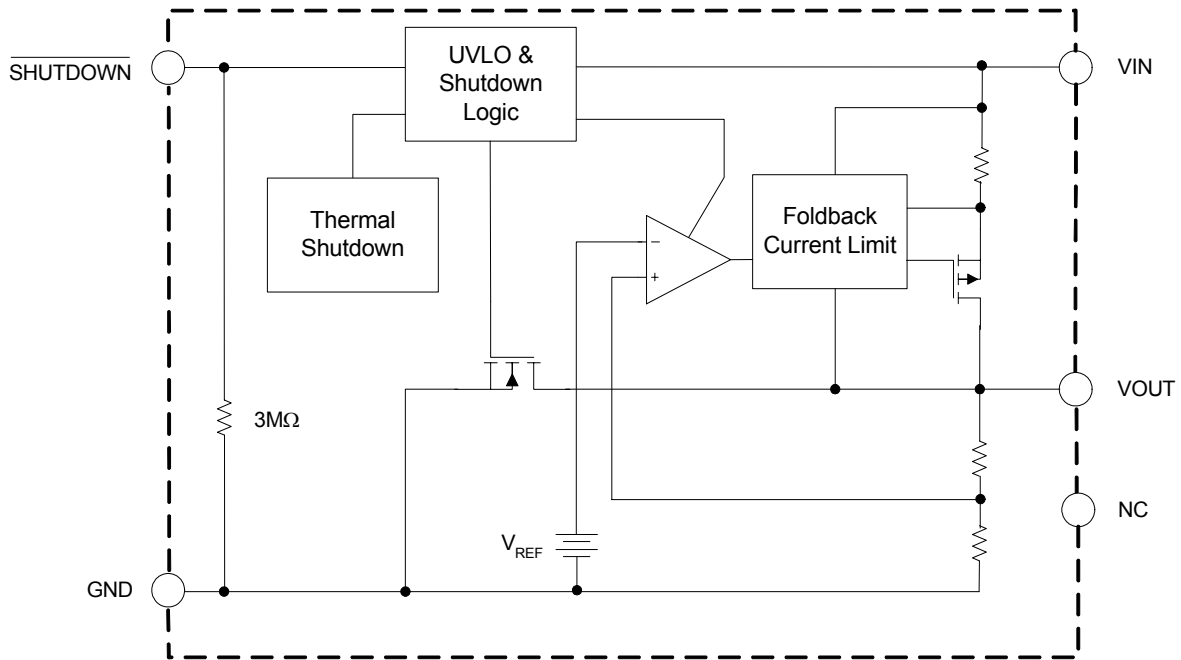 SHUTDOWN
UVLO &
Shutdown
Logic
VIN
Thermal
Shutdown
Foldback
Current Limit
−
+
VOUT
3MΩ
NC
VREF
GND